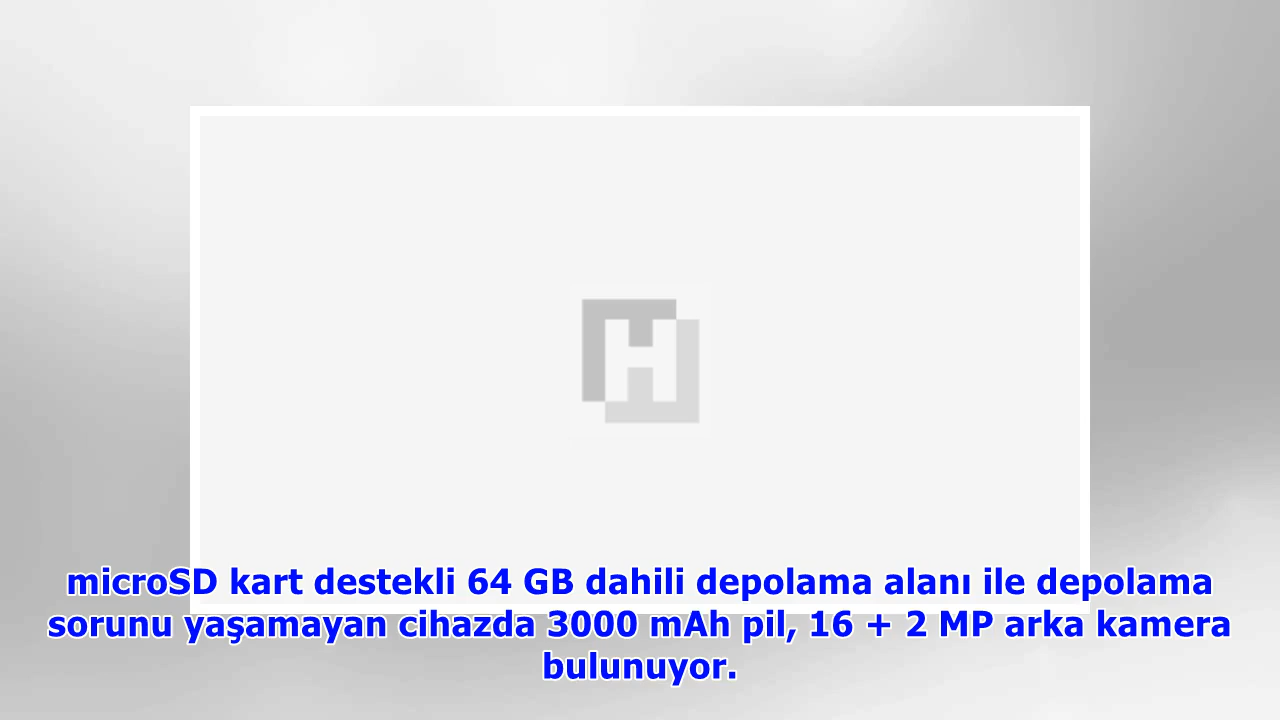 microSD kart destekli 64 GB dahili depolama alanı ile depolama
sorunu yaşamayan cihazda 3000 mAh pil, 16 + 2 MP arka kamera
bulunuyor.